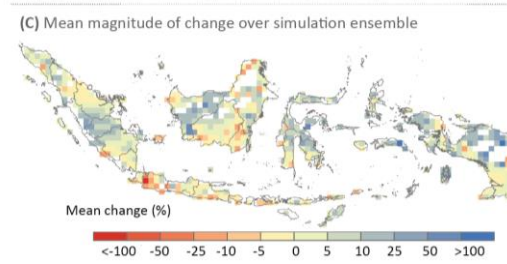 (C) Mean magnitude of change over simulation ensemble
Mean change (%)
<-100 -50 -25 -10 -5 0 5 10 25 50 >100